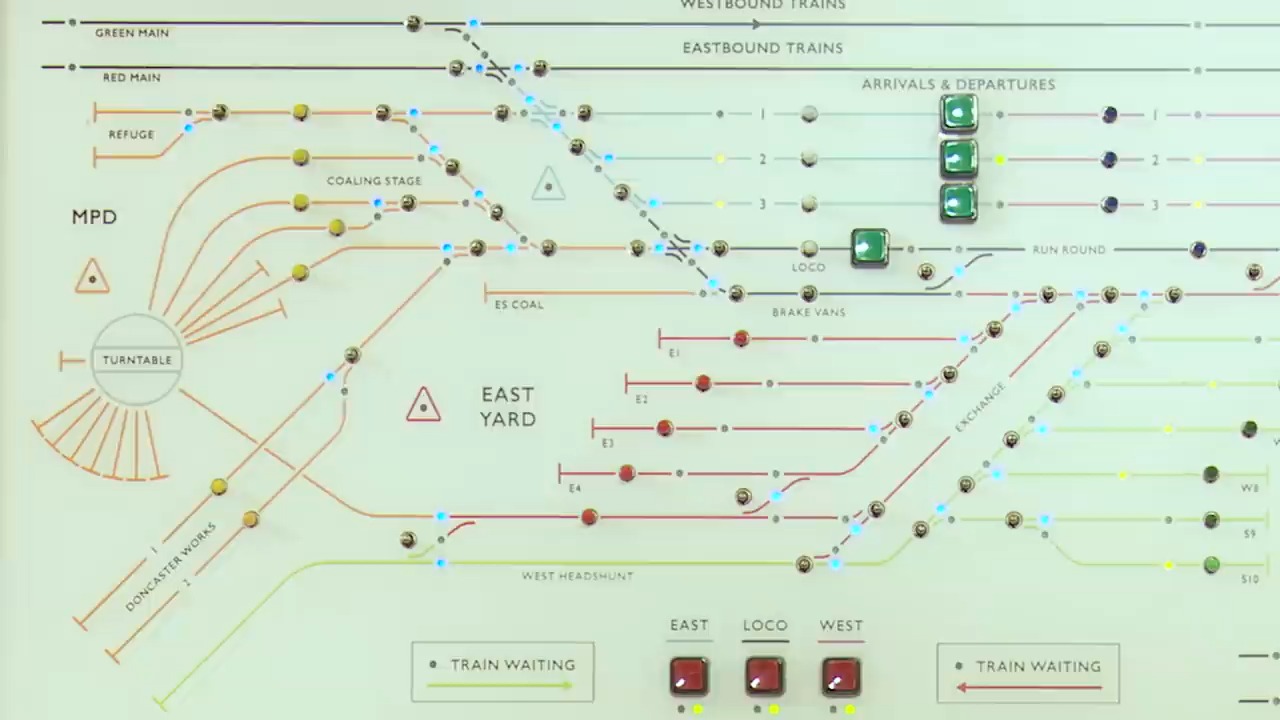 WESTBOUND TRAINS
GREEN MAIN
EASTBOUND TRAINS
RED MAIN
ARRIVALS & DEPARTURES
1
1
REFUGE
2
2
COALING STAGE
3
3
MPD
RUN ROUND
LOCO
ES COAL
BRAKE VANS
E1
TURNTABLE
E2
EAST
YARD
EXCHANGE
E3
E4
W8
S9
1
DONCASTER WORKS
2
WEST HEADSHUNT
S10
EAST
LOCO
WEST
TRAIN WAITING
TRAIN WAITING